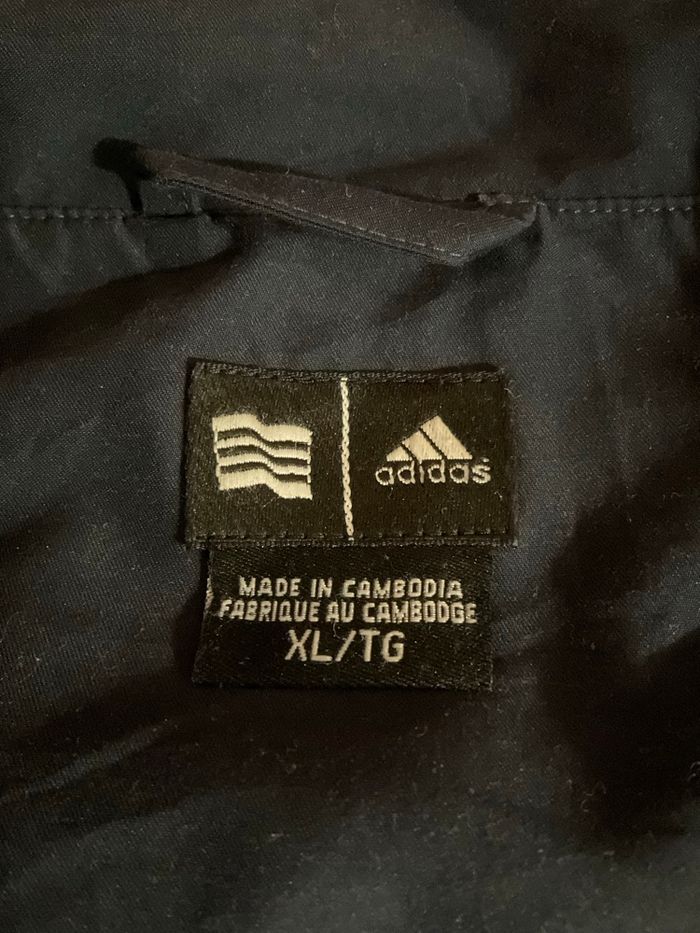 adidas
MADE IN CAMBODIA
FABRIQUE AU CAMBODGE
XL/TG